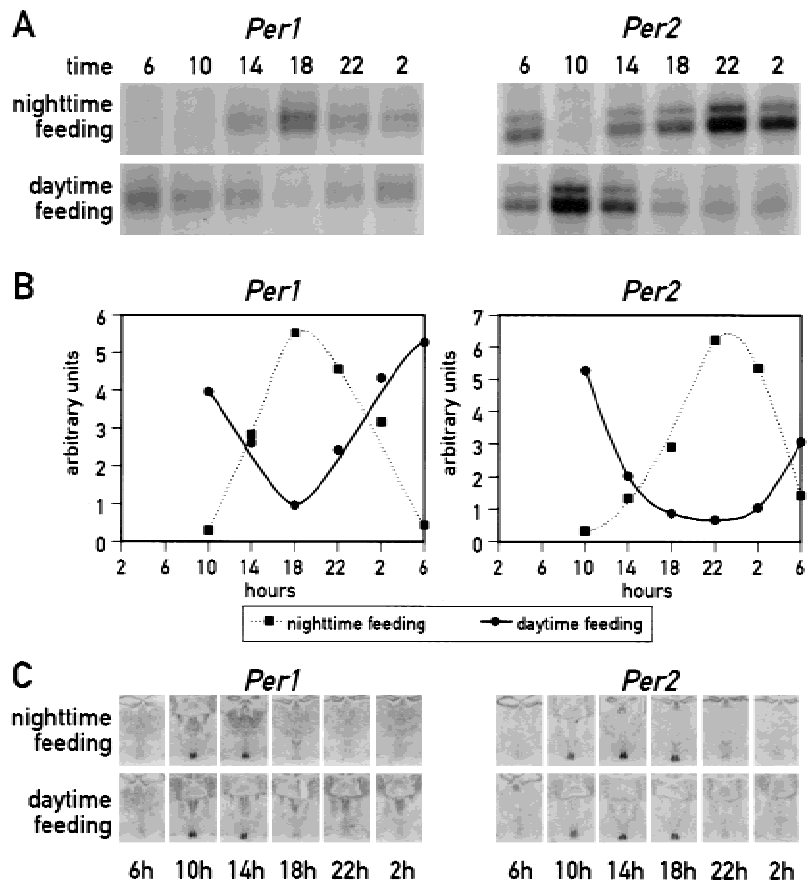 A
Per1 Per2
time 6 10 14 18 22 2 6 10 14 18 22 2
nighttime
feeding
daytime
feeding
B
Per1 Per2
6
5
4
3
2
1
0
arbitrary units
2 6 10 14 18 22 2 6
hours
7
6
5
4
3
2
1
0
arbitrary units
2 6 10 14 18 22 2 6
hours
nighttime feeding daytime feeding
C
Per1 Per2
nighttime
feeding
daytime
feeding
6h 10h 14h 18h 22h 2h 6h 10h 14h 18h 22h 2h